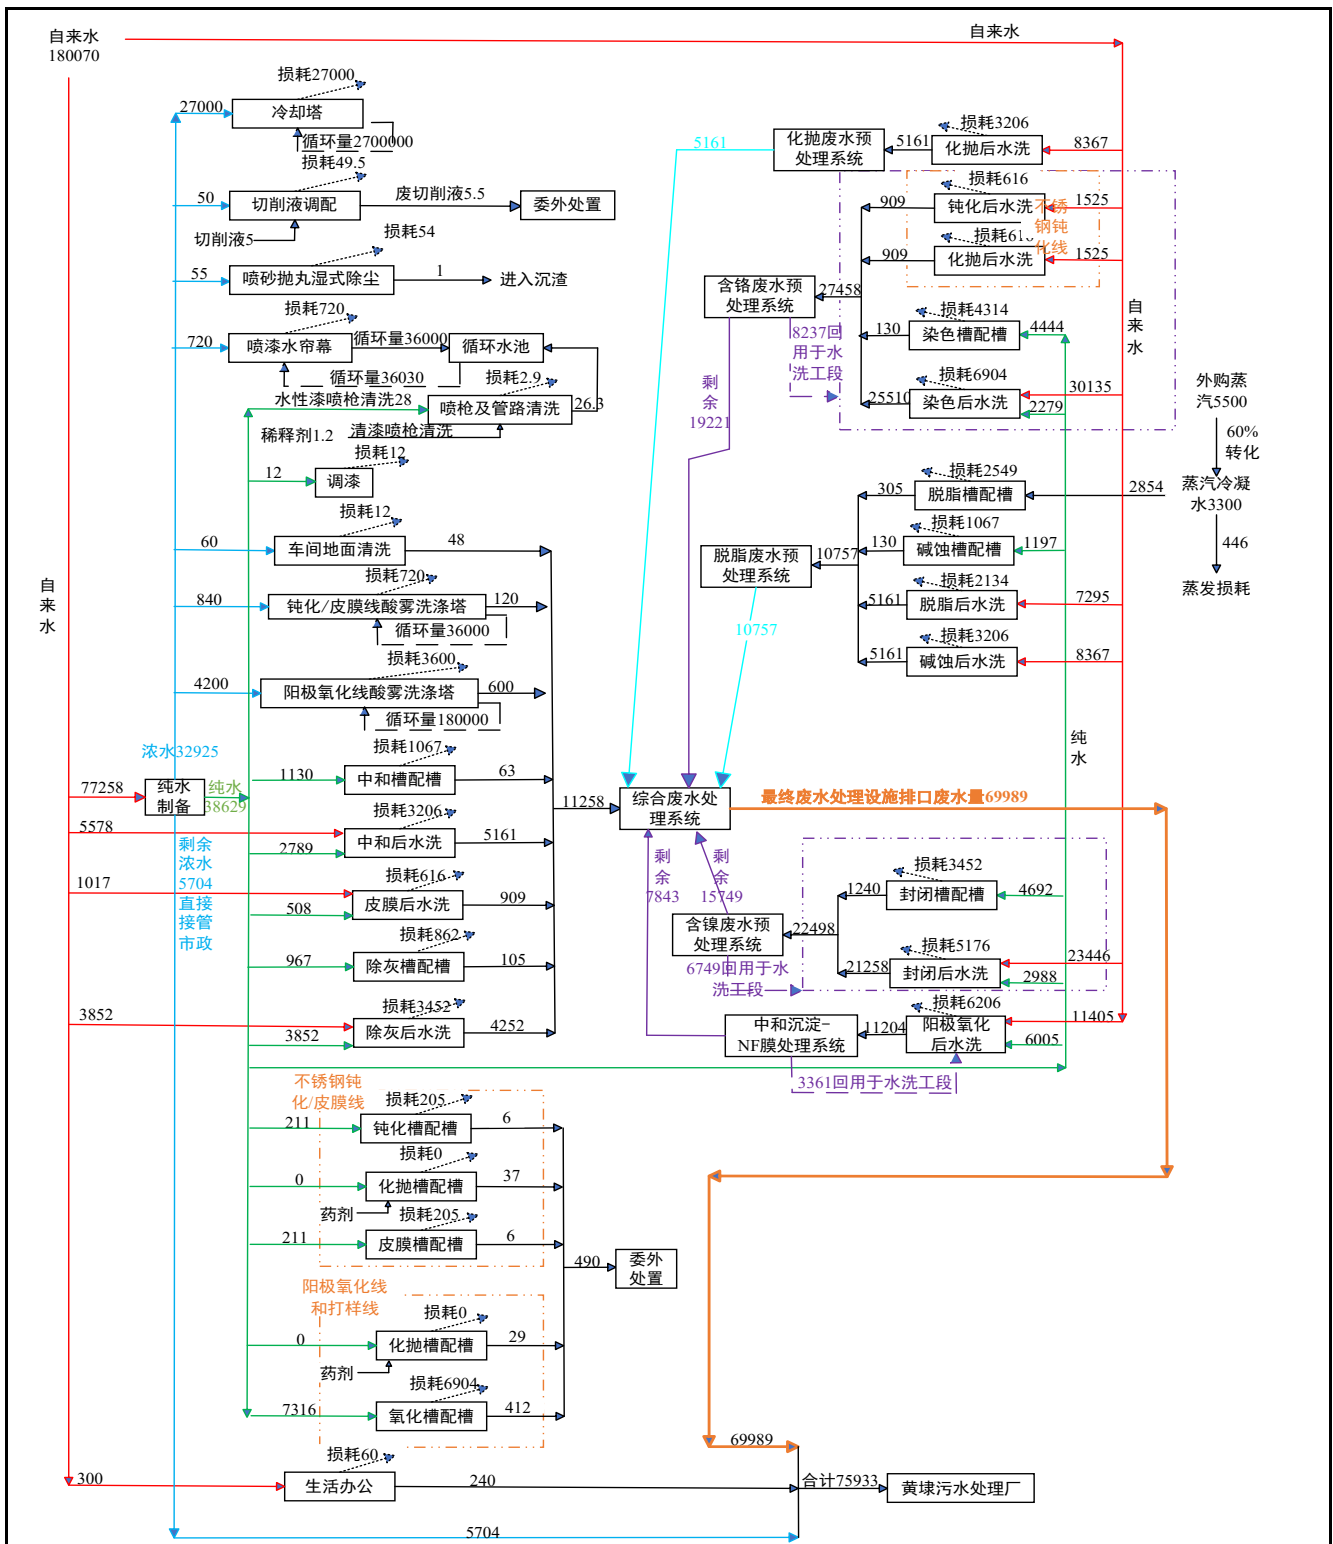 自来水
180070
自来水
损耗27000
27000
冷却塔
循环量2700000
损耗49.5
50
切削液调配
废切削液5.5
委外处置
切削液5
损耗54
55
喷砂抛丸湿式除尘
1
进入沉渣
损耗720
720
喷漆水帘幕
循环量36000
循环水池
循环量36030
损耗2.9
水性漆喷枪清洗28
喷枪及管路清洗
26.3
稀释剂1.2
清漆喷枪清洗
损耗12
12
调漆
损耗12
60
车间地面清洗
48
损耗720
840
钝化/皮膜线酸雾洗涤塔
120
循环量36000
损耗3600
4200
阳极氧化线酸雾洗涤塔
600
循环量180000
自来水
浓水32925
77258
纯水
制备
纯水
38629
剩余
浓水
5704
直接
接管
市政
损耗1067
1130
中和槽配槽
63
11258
5578
损耗3206
2789
中和后水洗
5161
1017
损耗616
508
皮膜后水洗
909
损耗862
967
除灰槽配槽
105
3852
损耗3452
3852
除灰后水洗
4252
不锈钢钝
化/皮膜线
损耗205
211
钝化槽配槽
6
损耗0
0
化抛槽配槽
37
药剂
损耗205
211
皮膜槽配槽
6
490
委外
处置
阳极氧化线
和打样线
损耗0
0
化抛槽配槽
29
药剂
损耗6904
7316
氧化槽配槽
412
损耗60
300
生活办公
240
5704
69989
合计75933
黄埭污水处理厂
5161
化抛废水预
处理系统
5161
损耗3206
化抛后水洗
8367
损耗616
909
钝化后水洗
1525
不锈
钢钝
化线
909
化抛后水洗
1525
含铬废水预
处理系统
27458
8237回
用于水
洗工段
剩
余
19221
损耗4314
130
染色槽配槽
4444
损耗6904
25510
染色后水洗
30135
2279
自来水
外购蒸
汽5500
60%
转化
蒸汽冷凝
水3300
446
蒸发损耗
损耗2549
305
脱脂槽配槽
2854
损耗1067
130
碱蚀槽配槽
1197
脱脂废水预
处理系统
10757
损耗2134
5161
脱脂后水洗
7295
10757
损耗3206
5161
碱蚀后水洗
8367
纯水
综合废水处
理系统
最终废水处理设施排口废水量69989
剩
余
7843
剩
余
15749
损耗3452
1240
封闭槽配槽
4692
含镍废水预
处理系统
22498
6749回用于水
洗工段
损耗5176
21258
封闭后水洗
23446
2988
中和沉淀-
NF膜处理系统
11204
损耗6206
阳极氧化
后水洗
11405
6005
3361回用于水洗工段